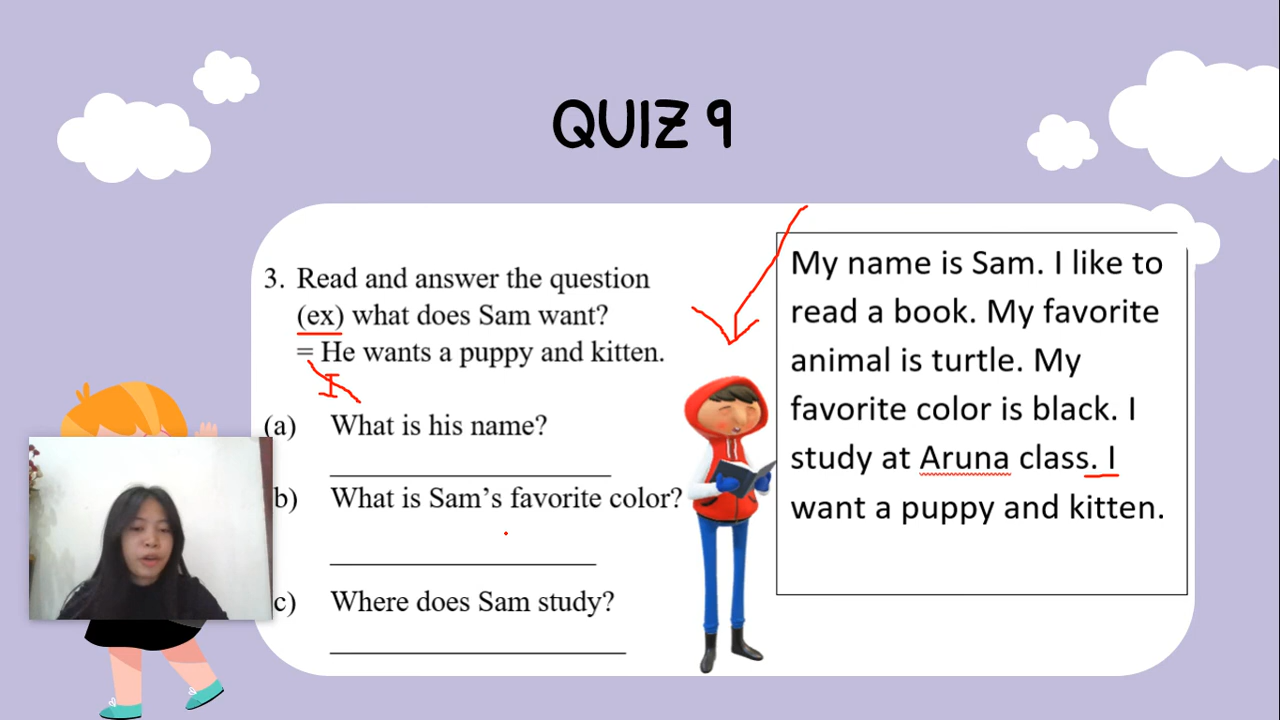 QUIZ 9
3. Read and answer the question
(ex) what does Sam want?
= He wants a puppy and kitten.
I
(a) What is his name?
b) What is Sam's favorite color?
c) Where does Sam study?
My name is Sam. I like to
read a book. My favorite
animal is turtle. My
favorite color is black. I
study at Aruna class. I
want a puppy and kitten.